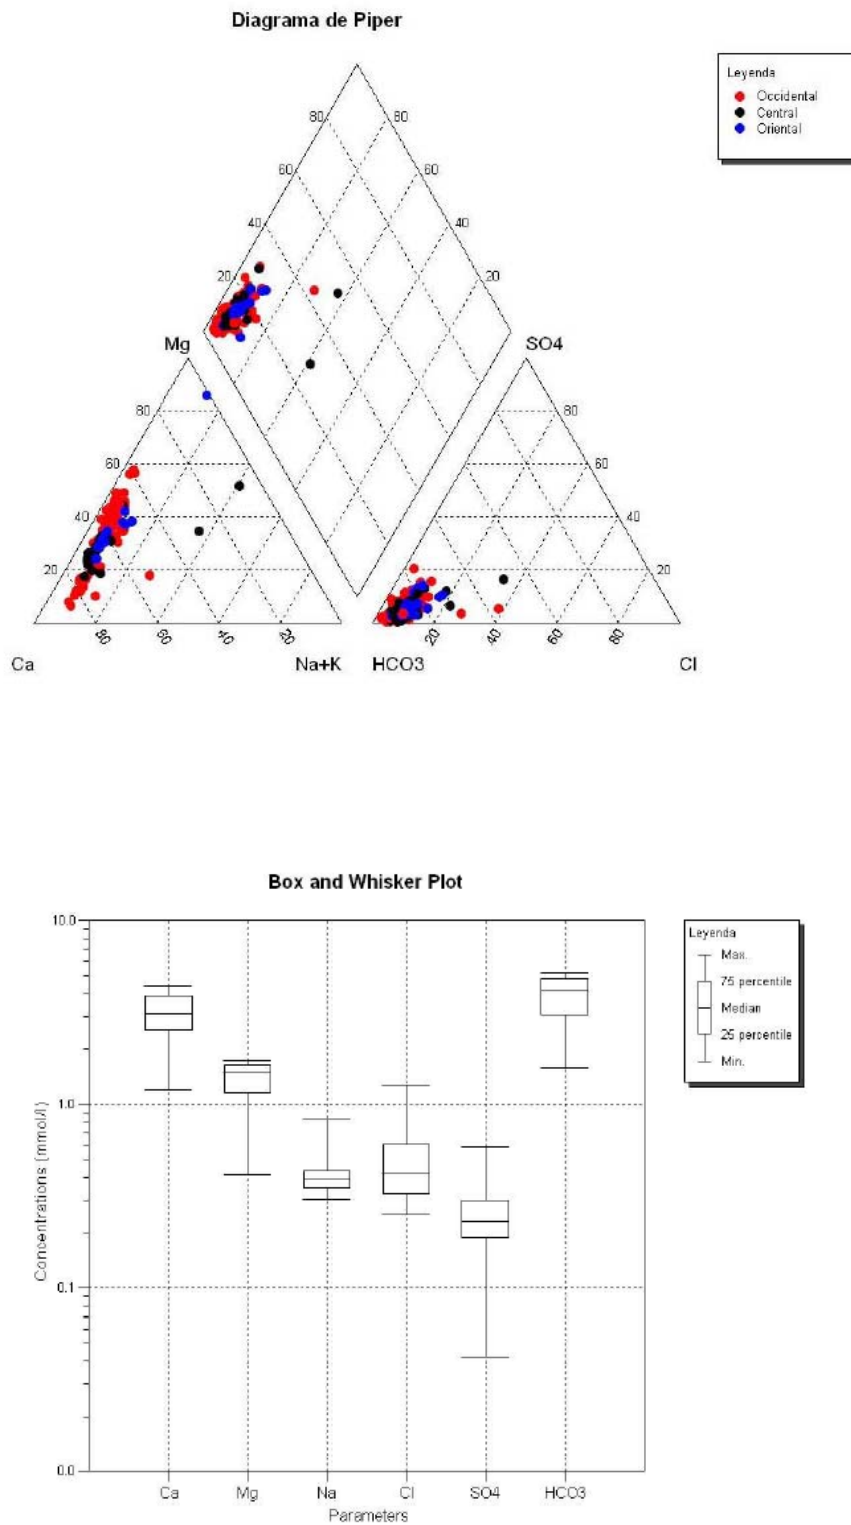 Diagrama de Piper
Leyenda
Occidental
Central
Oriental
80 80
60 60
40 40
20 20
Mg SO4
80 80
60 60
40 40
20 20
80 60 40 20 20 40 60 80
Ca Na+K HCO3 Cl
Box and Whisker Plot
Leyenda
Max.
75 percentile
Median
25 percentile
Min.
10.0
1.0
0.1
0.0
Concentrations (mmol/l)
Ca Mg Na Cl SO4 HCO3
Parameters